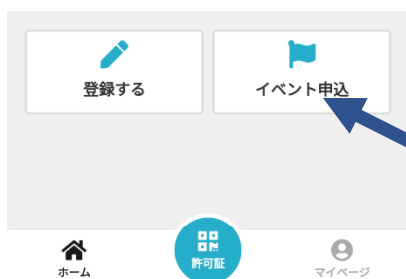 登録する
イベント申込
許可証
ホーム
マイページ